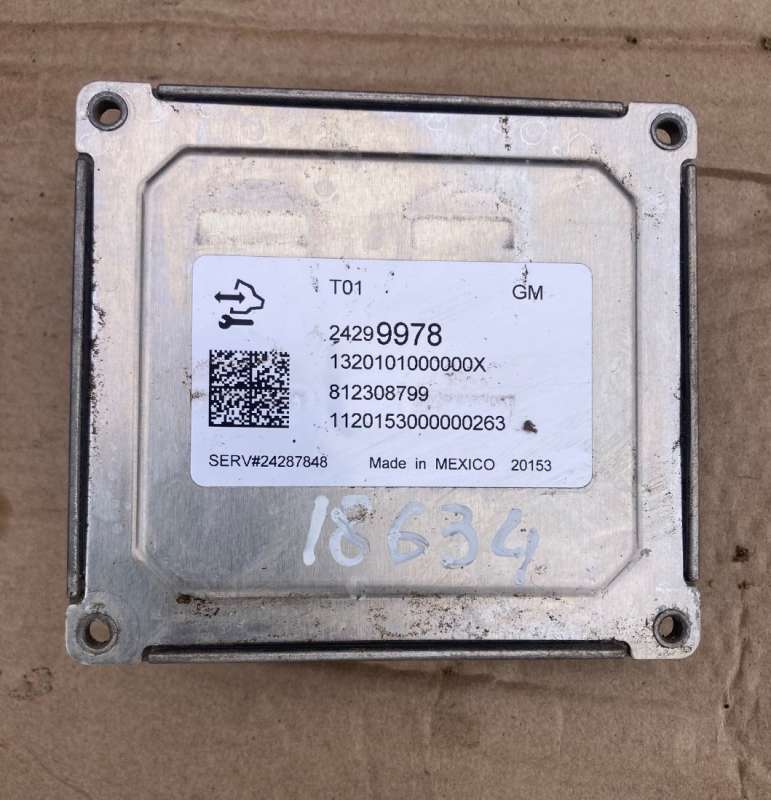 T01 GM
24299978
1320101000000X
812308799
1120153000000263
SERV#24287848 Made in MEXICO 20153
18634